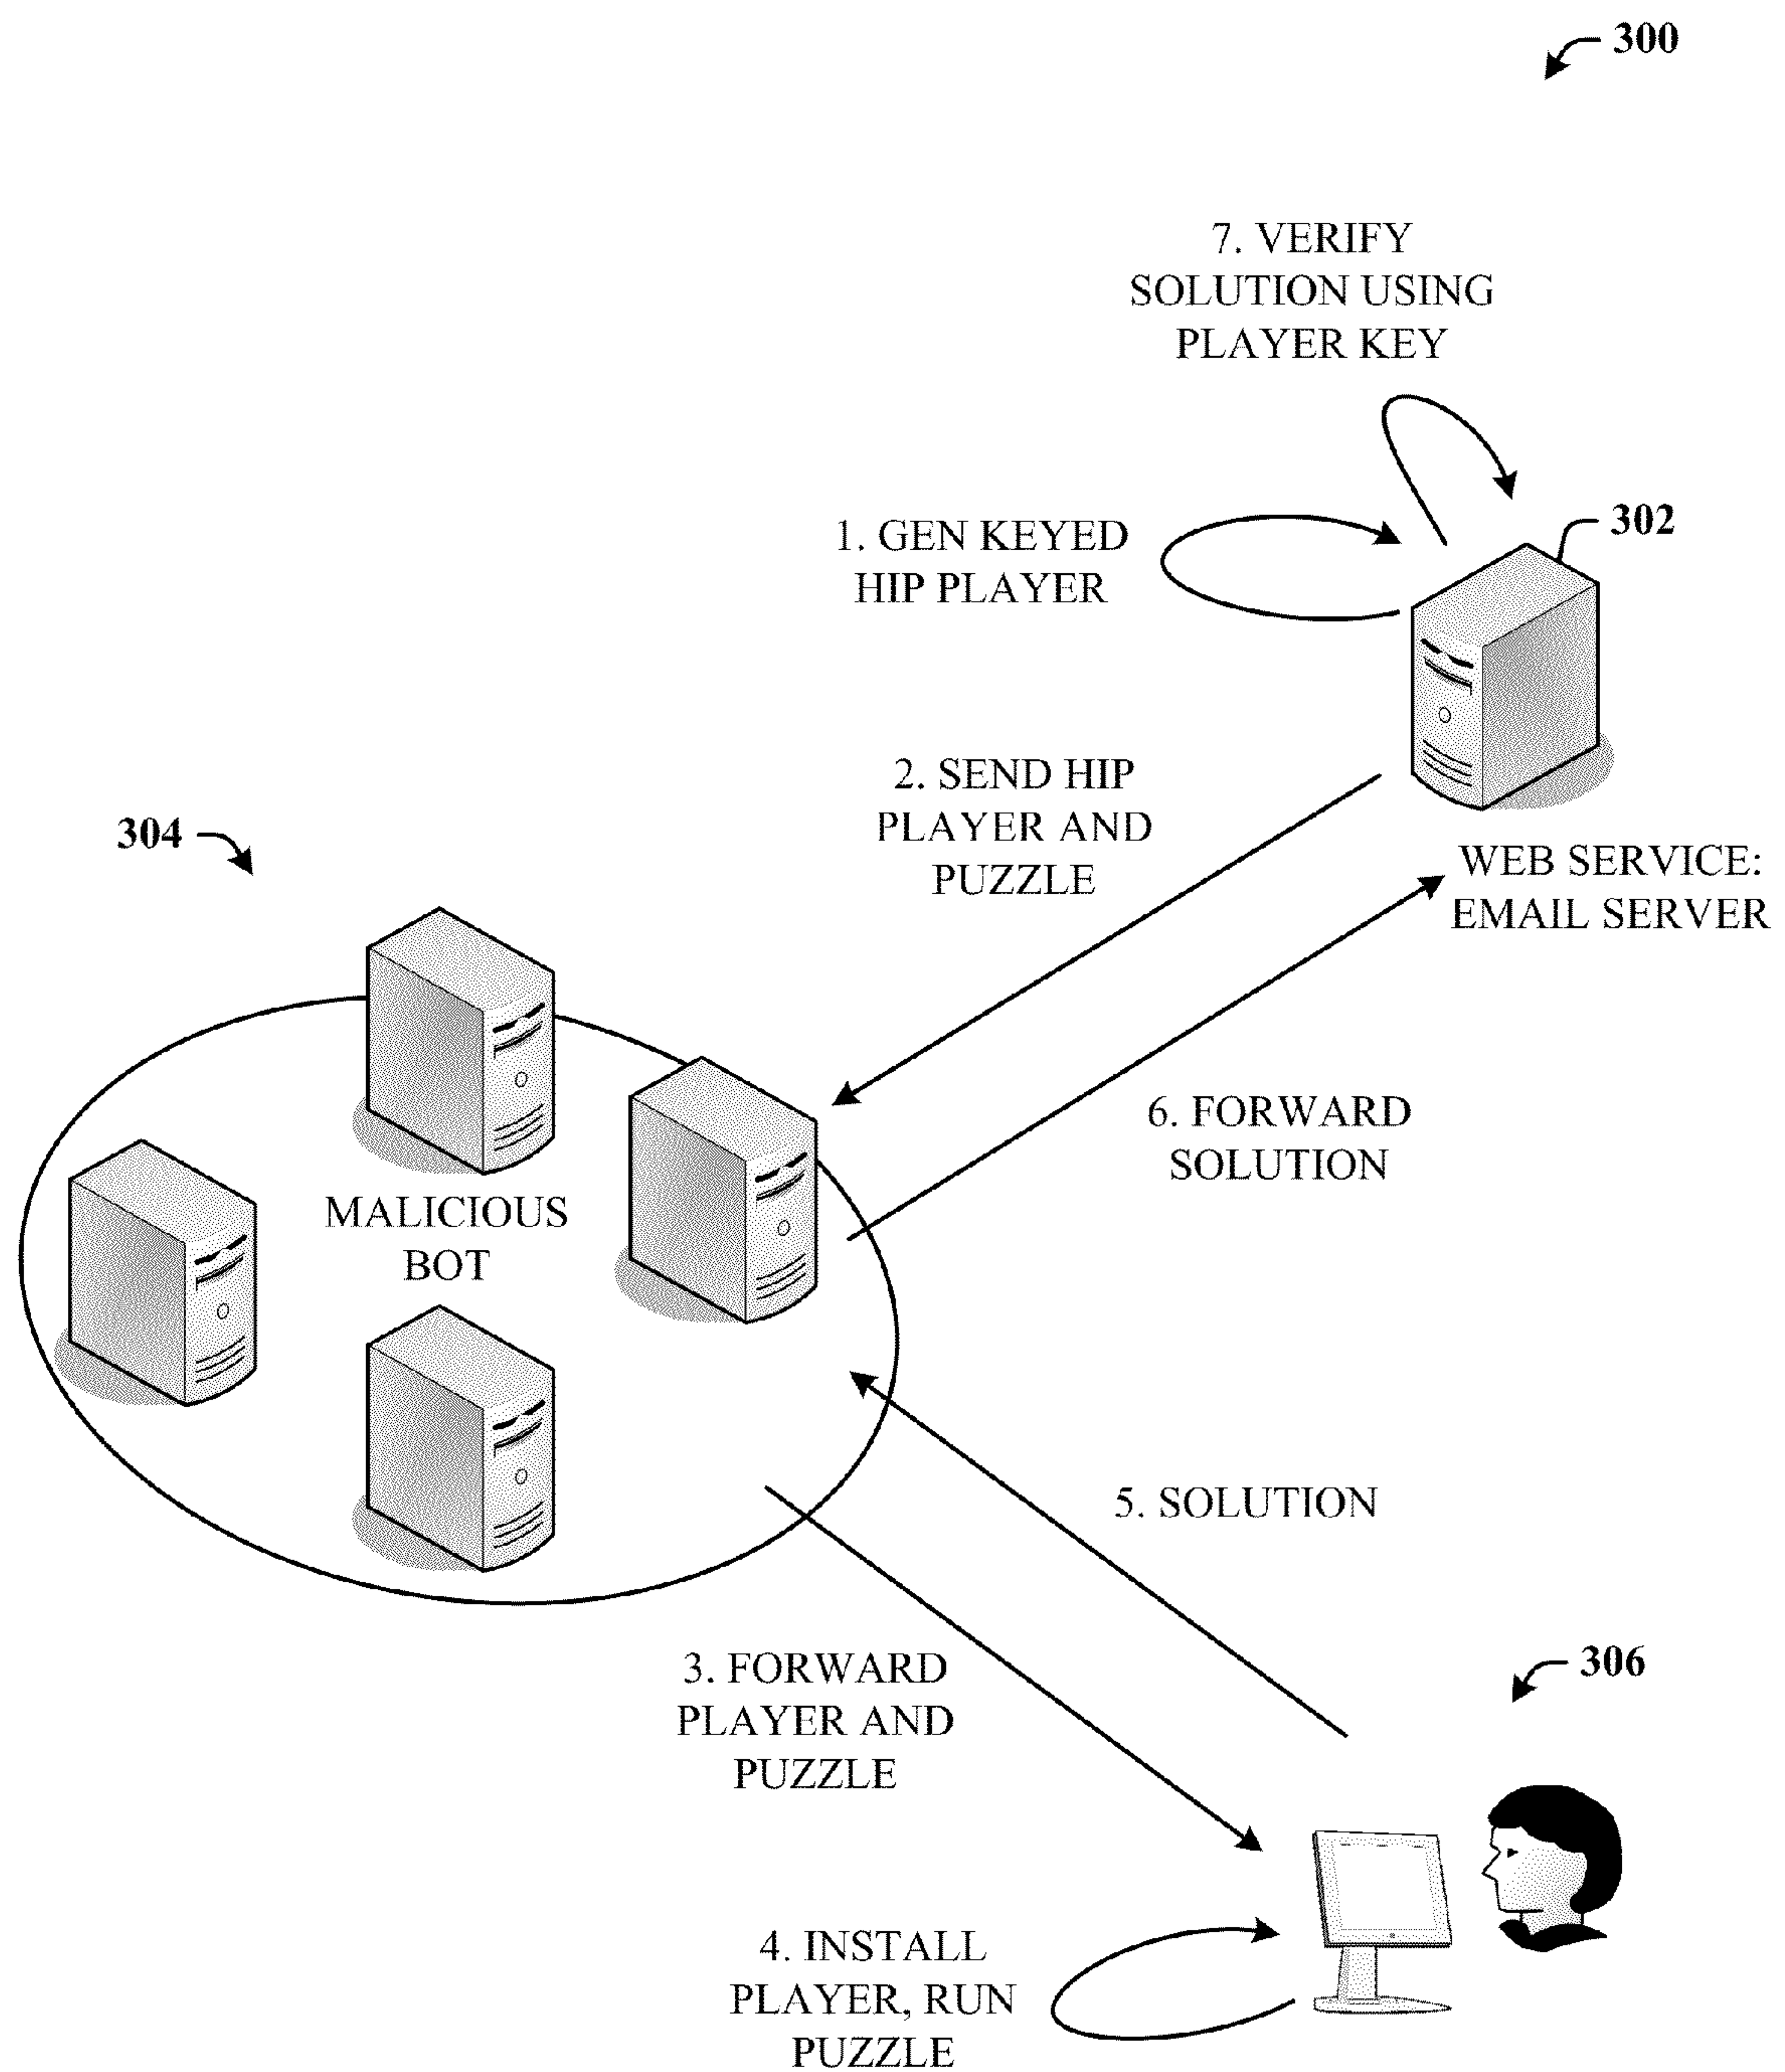 300
7. VERIFY
SOLUTION USING
PLAYER KEY
1. GEN KEYED
HIP PLAYER
302
2. SEND HIP
PLAYER AND
PUZZLE
304
WEB SERVICE:
EMAIL SERVER
6. FORWARD
SOLUTION
MALICIOUS
BOT
5. SOLUTION
3. FORWARD
PLAYER AND
PUZZLE
306
4. INSTALL
PLAYER, RUN
PUZZLE